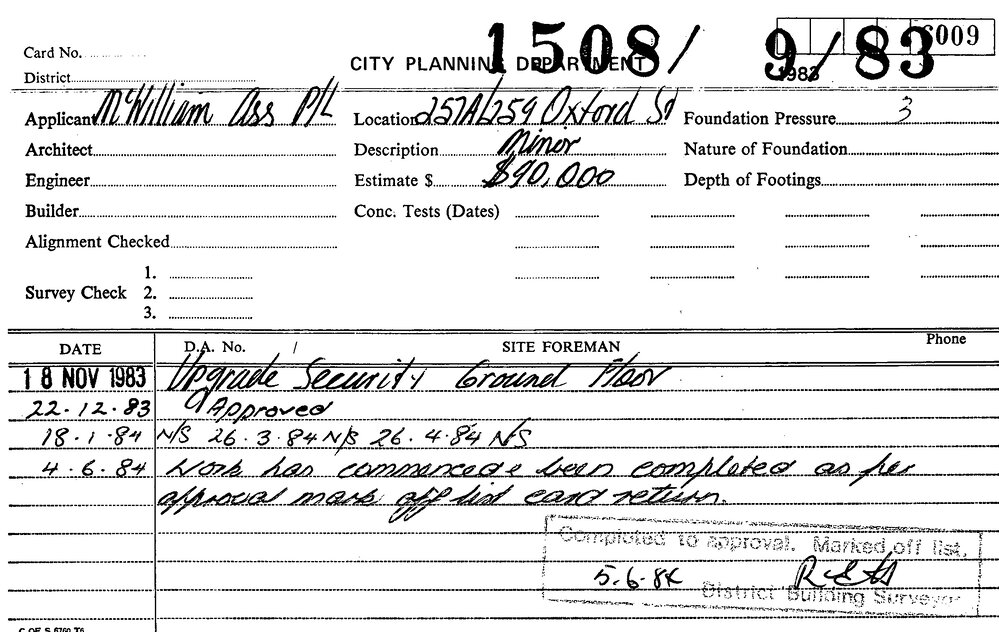 1508/ 9/83
6009
Card No.
CITY PLANNING DEPARTMENT
1983
District
Applicant McWilliam Ass P/L Location 257A/259 Oxford St Foundation Pressure 3
Architect Description Minor Nature of Foundation
Engineer Estimate $ $90,000 Depth of Footings
Builder Conc. Tests (Dates)
Alignment Checked
1.
Survey Check 2.
3.
DATE D.A. No. / SITE FOREMAN Phone
18 NOV 1983 Upgrade Security Ground Floor
22.12.83 Approved
18.1.84 N/S 26.3.84 N/S 26.4.84 N/S
4.6.84 Work has commenced & been completed as per
approval mark off list card return.
Completed to approval. Marked off list.
5.6.84
District Building Surveyor
C OF S 6760 T6